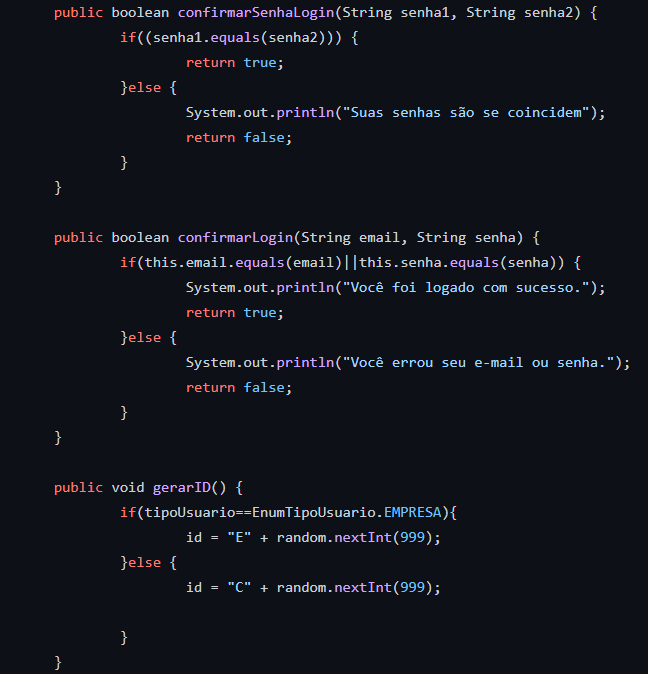 public boolean confirmarSenhaLogin(String senha1, String senha2) {
if((senha1.equals(senha2))) {
return true;
}else {
System.out.println("Suas senhas são se coincidem");
return false;
}
}
public boolean confirmarLogin(String email, String senha) {
if(this.email.equals(email)||this.senha.equals(senha)) {
System.out.println("Você foi logado com sucesso.");
return true;
}else {
System.out.println("Você errou seu e-mail ou senha.");
return false;
}
}
public void gerarID() {
if(tipoUsuario==EnumTipoUsuario.EMPRESA){
id = "E" + random.nextInt(999);
}else {
id = "C" + random.nextInt(999);
}
}